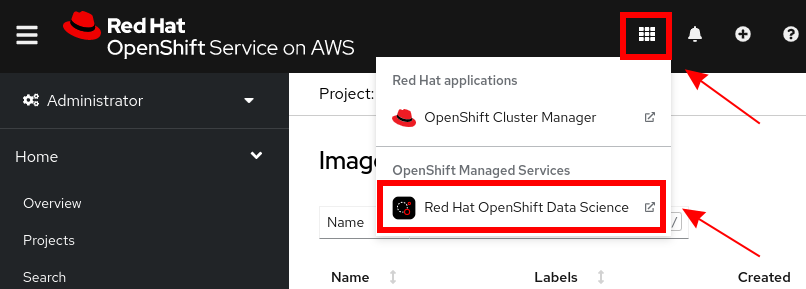 Red Hat
OpenShift Service on AWS
Administrator
Project:
Red Hat applications
OpenShift Cluster Manager
Home
Image
OpenShift Managed Services
Overview
Red Hat OpenShift Data Science
Name
/
Projects
Search
Name
Labels
Created